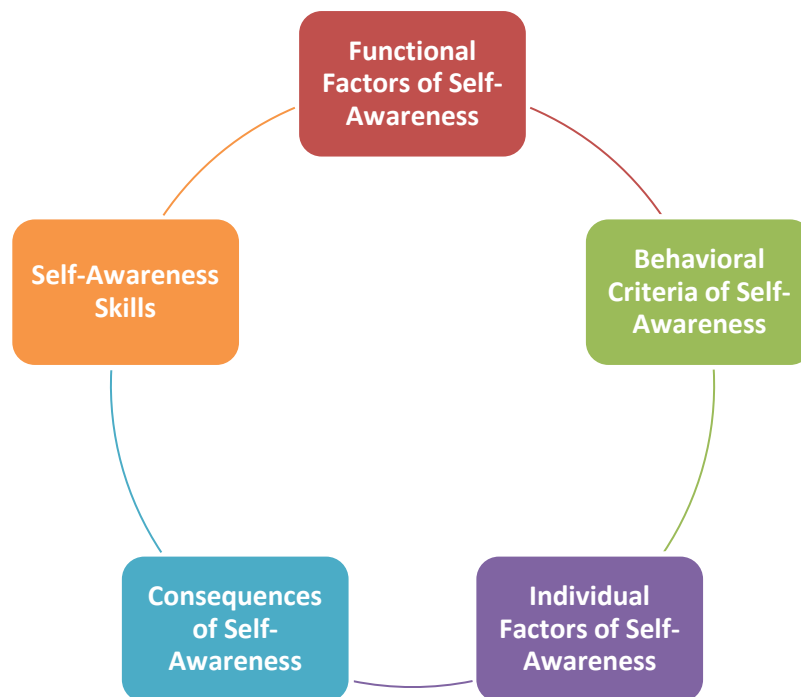 Functional
Factors of Self-
Awareness
Behavioral
Criteria of Self-
Awareness
Individual
Factors of Self-
Awareness
Consequences
of Self-
Awareness
Self-Awareness
Skills